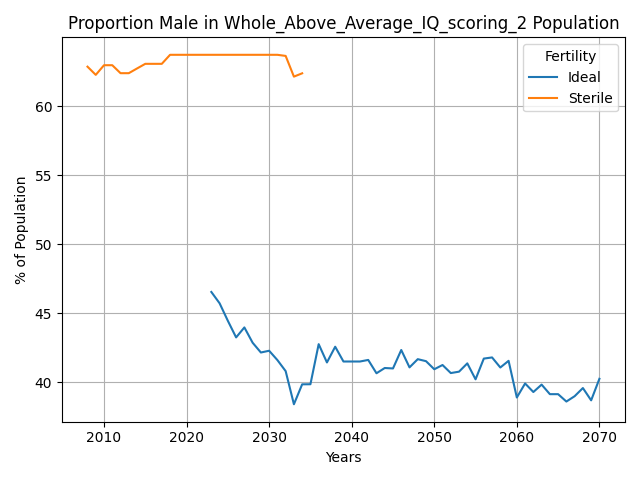 Proportion Male in Whole_Above_Average_IQ_scoring_2 Population
Fertility
Ideal
Sterile
% of Population
60
55
50
45
40
2010
2020
2030
2040
2050
2060
2070
Years